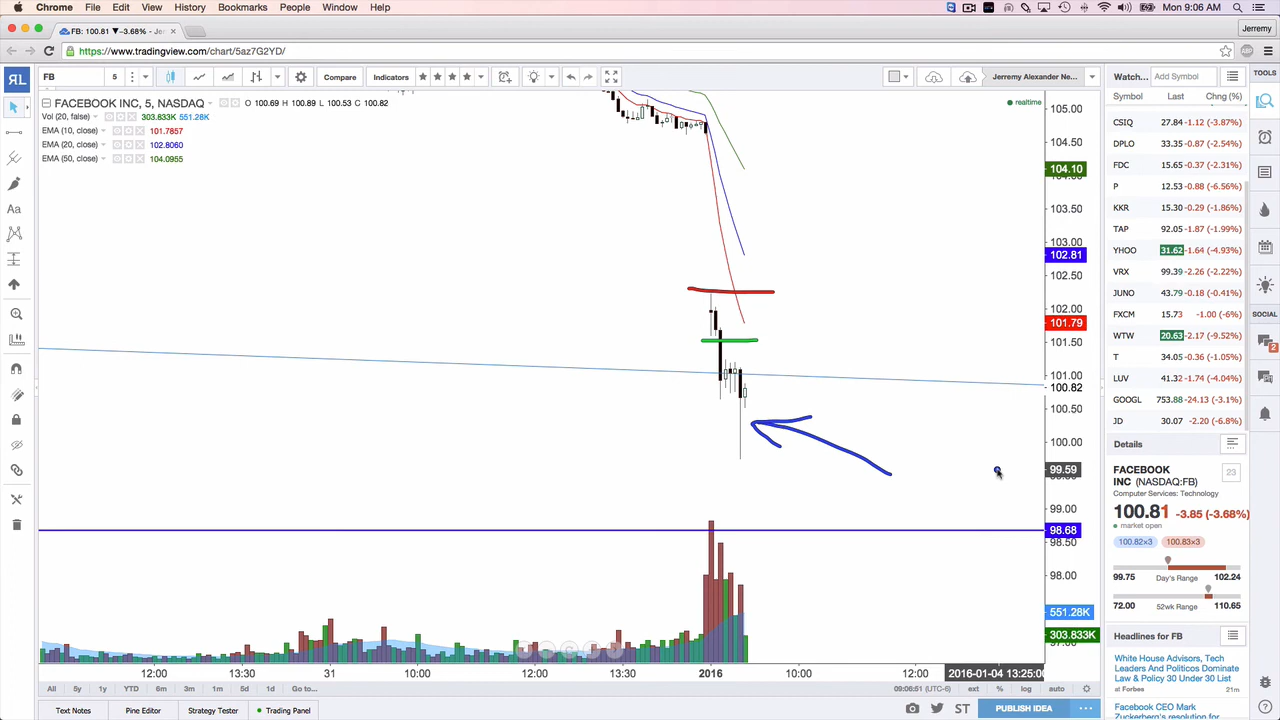 Chrome File Edit View History Bookmarks People Window Help
Mon 9:06 AM
FB: 100.81 ▼-3.68% - Jer
Jerremy
https://www.tradingview.com/chart/5az7G2YD/
FB 5 Compare Indicators Jerremy Alexander Ne...
Watch... Add Symbol TOOLS
FACEBOOK INC, 5, NASDAQ O 100.69 H 100.89 L 100.53 C 100.82
realtime
Vol (20, false) 303.833K 551.28K
EMA (10, close) 101.7857
EMA (20, close) 102.8060
EMA (50, close) 104.0955
105.00
104.50
104.10
103.50
103.00
102.81
102.50
102.00
101.79
101.50
101.00
100.82
100.50
100.00
99.59
99.00
98.68
98.50
98.00
551.28K
303.833K
Symbol Last Chng (%)
CSIQ 27.84 -1.12 (-3.87%)
DPLO 33.35 -0.87 (-2.54%)
FDC 15.65 -0.37 (-2.31%)
P 12.53 -0.88 (-6.56%)
KKR 15.30 -0.29 (-1.86%)
TAP 92.05 -1.87 (-1.99%)
YHOO 31.62 -1.64 (-4.93%)
VRX 99.39 -2.26 (-2.22%)
JUNO 43.79 -0.18 (-0.41%)
FXCM 15.73 -1.00 (-6%)
WTW 20.63 -2.17 (-9.52%)
T 34.05 -0.36 (-1.05%)
LUV 41.32 -1.74 (-4.04%)
GOOGL 753.88 -24.13 (-3.1%)
JD 30.07 -2.20 (-6.8%)
SOCIAL
2
Details
FACEBOOK
INC (NASDAQ:FB)
23
Computer Services: Technology
100.81 -3.85 (-3.68%)
market open
100.82×3 100.83×3
99.75 Day's Range 102.24
72.00 52wk Range 110.65
Headlines for FB
White House Advisors, Tech
Leaders And Politicos Dominate
Law & Policy 30 Under 30 List
at Forbes 21m
Facebook CEO Mark
Zuckerberg's resolution for
12:00 13:30 31 10:00 12:00 13:30 2016 10:00 12:00 2016-01-04 13:25:00
All 5y 1y YTD 6m 3m 1m 5d 1d Go to...
09:06:51 (UTC-6) ext % log auto
Text Notes Pine Editor Strategy Tester Trading Panel
ST PUBLISH IDEA ...